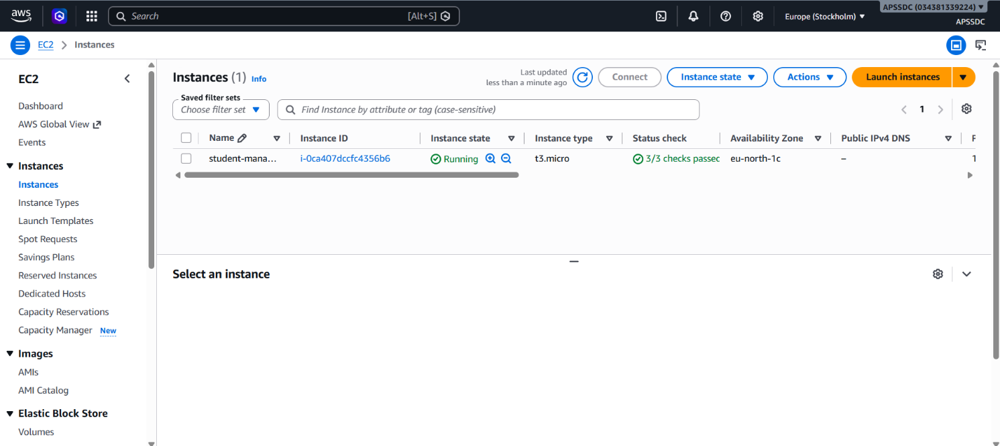 aws
Search [Alt+S]
Europe (Stockholm)
APSSDC (034381339224)
APSSDC
EC2 Instances
EC2
Dashboard
AWS Global View
Events
Instances
Instances
Instance Types
Launch Templates
Spot Requests
Savings Plans
Reserved Instances
Dedicated Hosts
Capacity Reservations
Capacity Manager New
Images
AMIs
AMI Catalog
Elastic Block Store
Volumes
Instances (1) Info
Last updated
less than a minute ago
Connect
Instance state
Actions
Launch instances
Saved filter sets
Choose filter set
Find Instance by attribute or tag (case-sensitive)
1
Name Instance ID Instance state Instance type Status check Availability Zone Public IPv4 DNS
student-mana... i-0ca407dccfc4356b6 Running t3.micro 3/3 checks passec eu-north-1c – 1
Select an instance